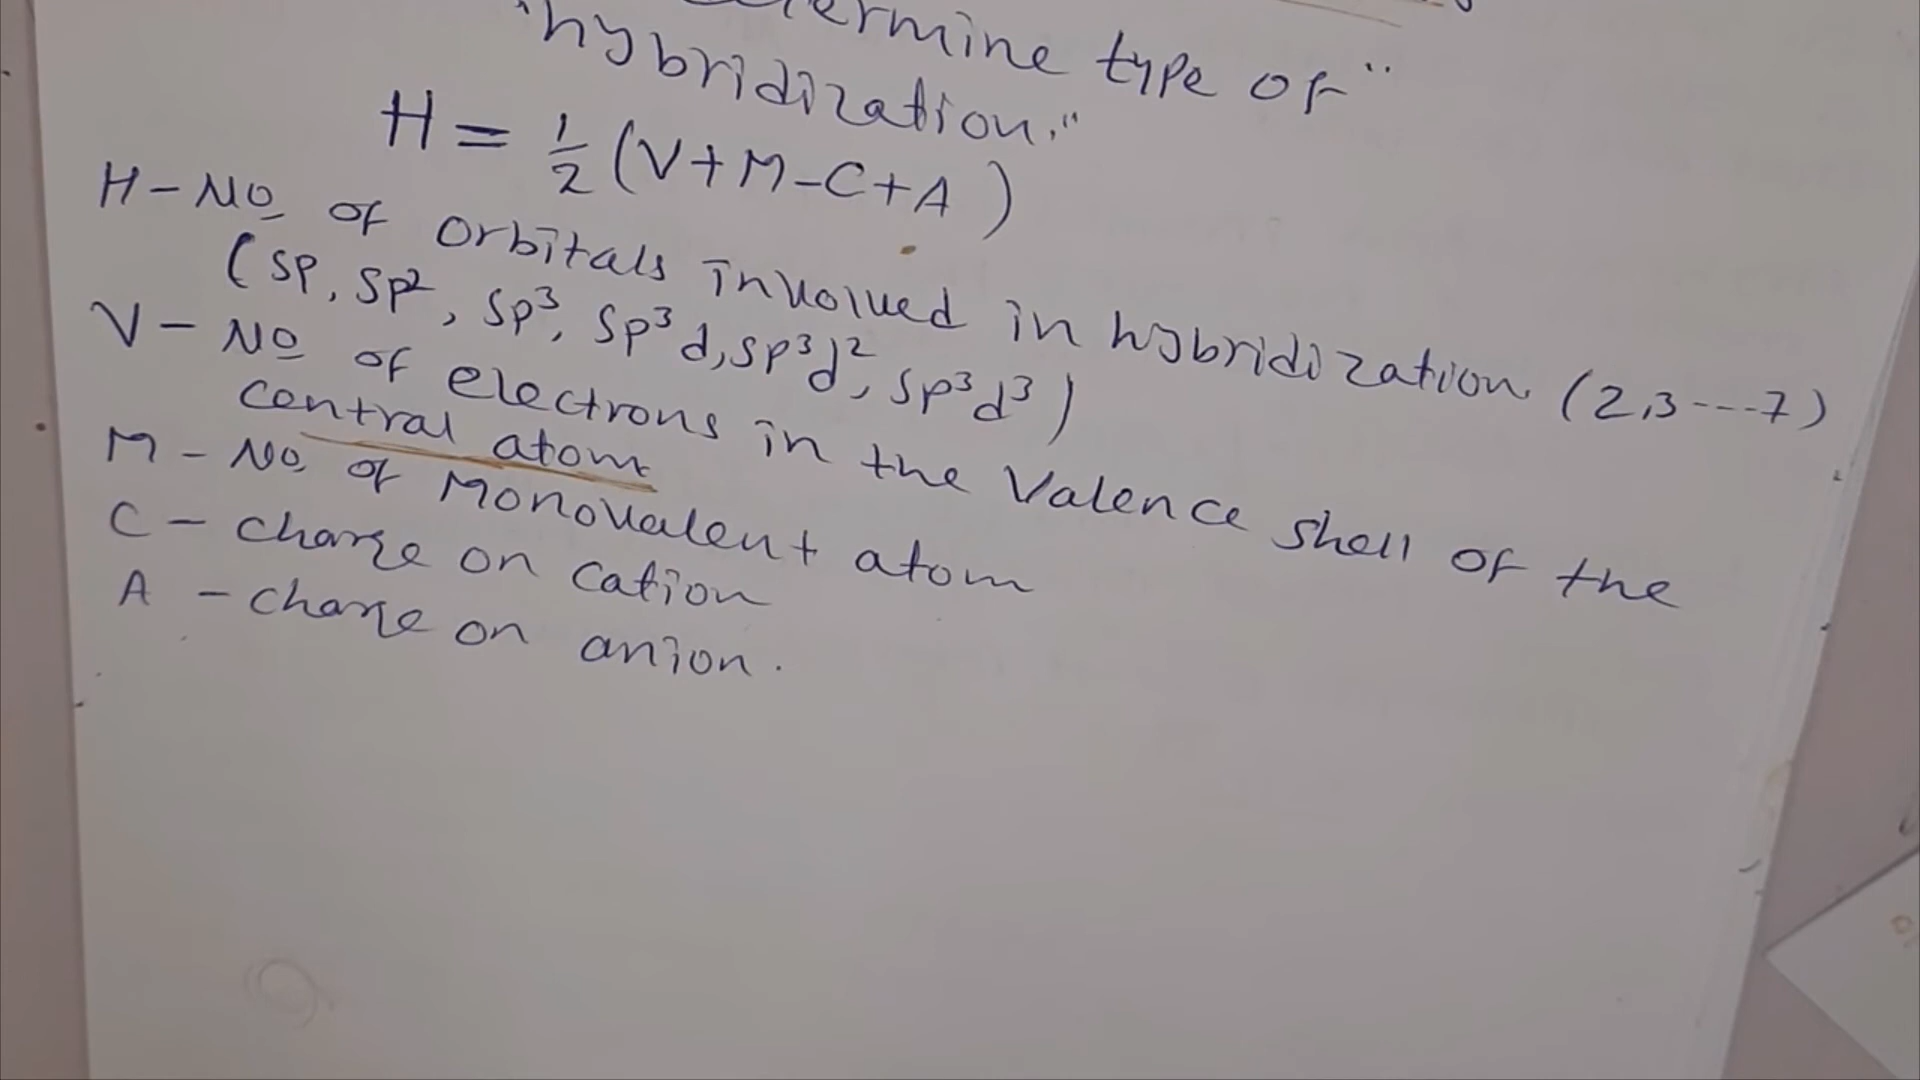 type of"
"hybridization."
H = 1/2 (V+M-C+A)
H - No of orbitals involved in hybridization (2,3---7)
(sp, sp², sp³, sp³d, sp³d², sp³d³)
V - No of electrons in the Valence shell of the
central atom
M - No. of Monovalent atom
C - charge on cation
A - charge on anion.